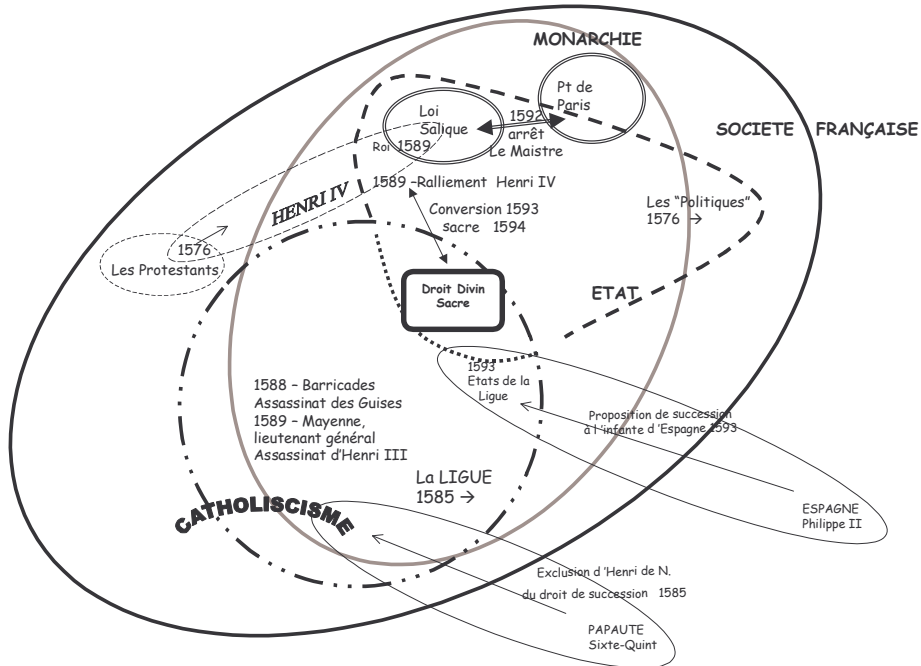 MONARCHIE
Pt de
Paris
Loi
Salique
Roi 1589
1592
arrêt
Le Maistre
SOCIETE FRANÇAISE
1589 –Ralliement Henri IV
HENRI IV
Les “Politiques”
1576 →
Conversion 1593
sacre 1594
1576
Les Protestants
Droit Divin
Sacre
ETAT
1593
Etats de la
Ligue
1588 – Barricades
Assassinat des Guises
1589 – Mayenne,
lieutenant général
Assassinat d’Henri III
Proposition de succession
à l’infante d’Espagne 1593
La LIGUE
1585 →
CATHOLISCISME
ESPAGNE
Philippe II
Exclusion d’Henri de N.
du droit de succession 1585
PAPAUTE
Sixte-Quint